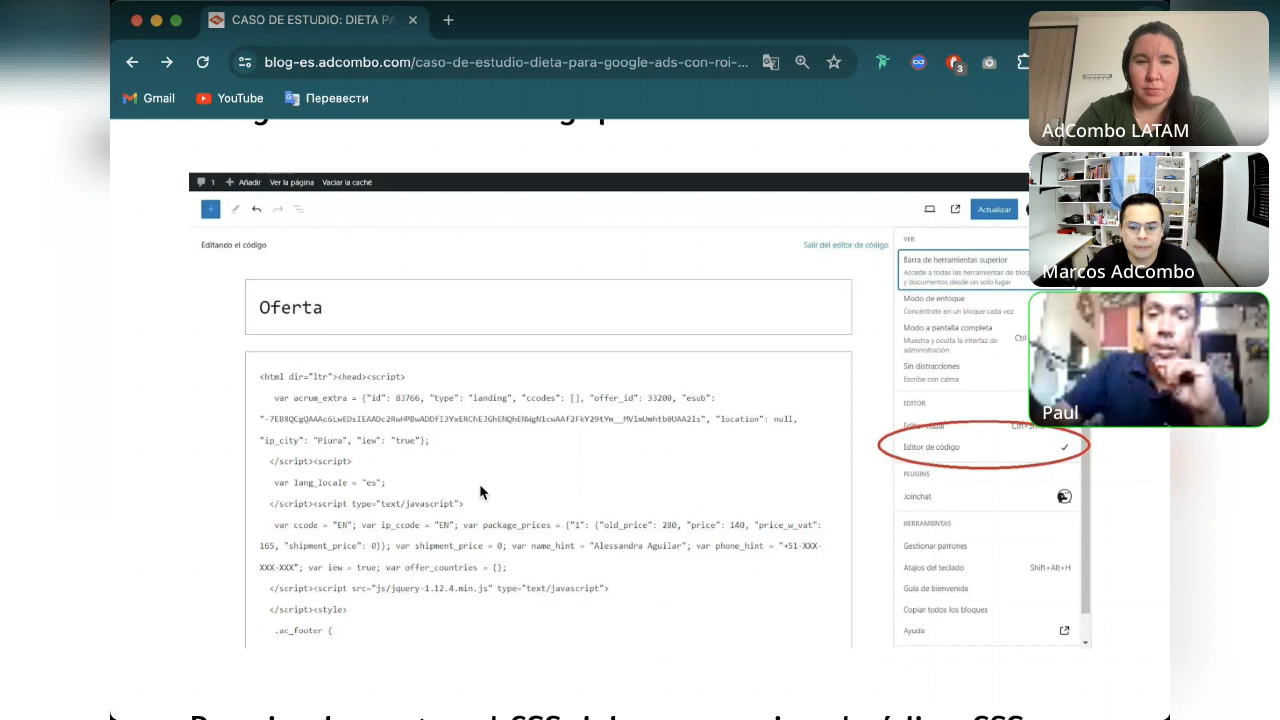 CASO DE ESTUDIO: DIETA PA
blog-es.adcombo.com/caso-de-estudio-dieta-para-google-ads-con-roi-...
3
Gmail
YouTube
Перевести
1
Añadir
Ver la página
Vaciar la caché
Actualizar
Editando el código
Salir del editor de código
Oferta
<html dir="ltr"><head><script>
var acrum_extra = {"id": 83766, "type": "landing", "ccodes": [], "offer_id": 33200, "esub":
"location": null,
"ip_city": "Piura", "iew": "true"};
</script><script>
var lang_locale = "es";
</script><script type="text/javascript">
var ccode = "EN"; var ip_ccode = "EN"; var package_prices = {"1": {"old_price": 280, "price": 140, "price_w_vat":
165, "shipment_price": 0}}; var shipment_price = 0; var name_hint = "Alessandra Aguilar"; var phone_hint = "+51-XXX-
XXX-XXX"; var iew = true; var offer_countries = {};
</script><script src="js/jquery-1.12.4.min.js" type="text/javascript">
</script><style>
.ac_footer {
VER
Barra de herramientas superior
Accede a todas las herramientas de
y documentos desde un solo lugar
Modo de enfoque
Concéntrate en un bloque cada vez
Modo a pantalla completa
Muestra y oculta la interfaz de
administración
Ctrl
Sin distracciones
Escribe con calma
EDITOR
Editor visual
Editor de código
PLUGINS
Joinchat
HERRAMIENTAS
Gestionar patrones
Atajos del teclado
Shift+Alt+H
Guía de bienvenida
Copiar todos los bloques
Ayuda
AdCombo LATAM
Marcos AdCombo
Paul